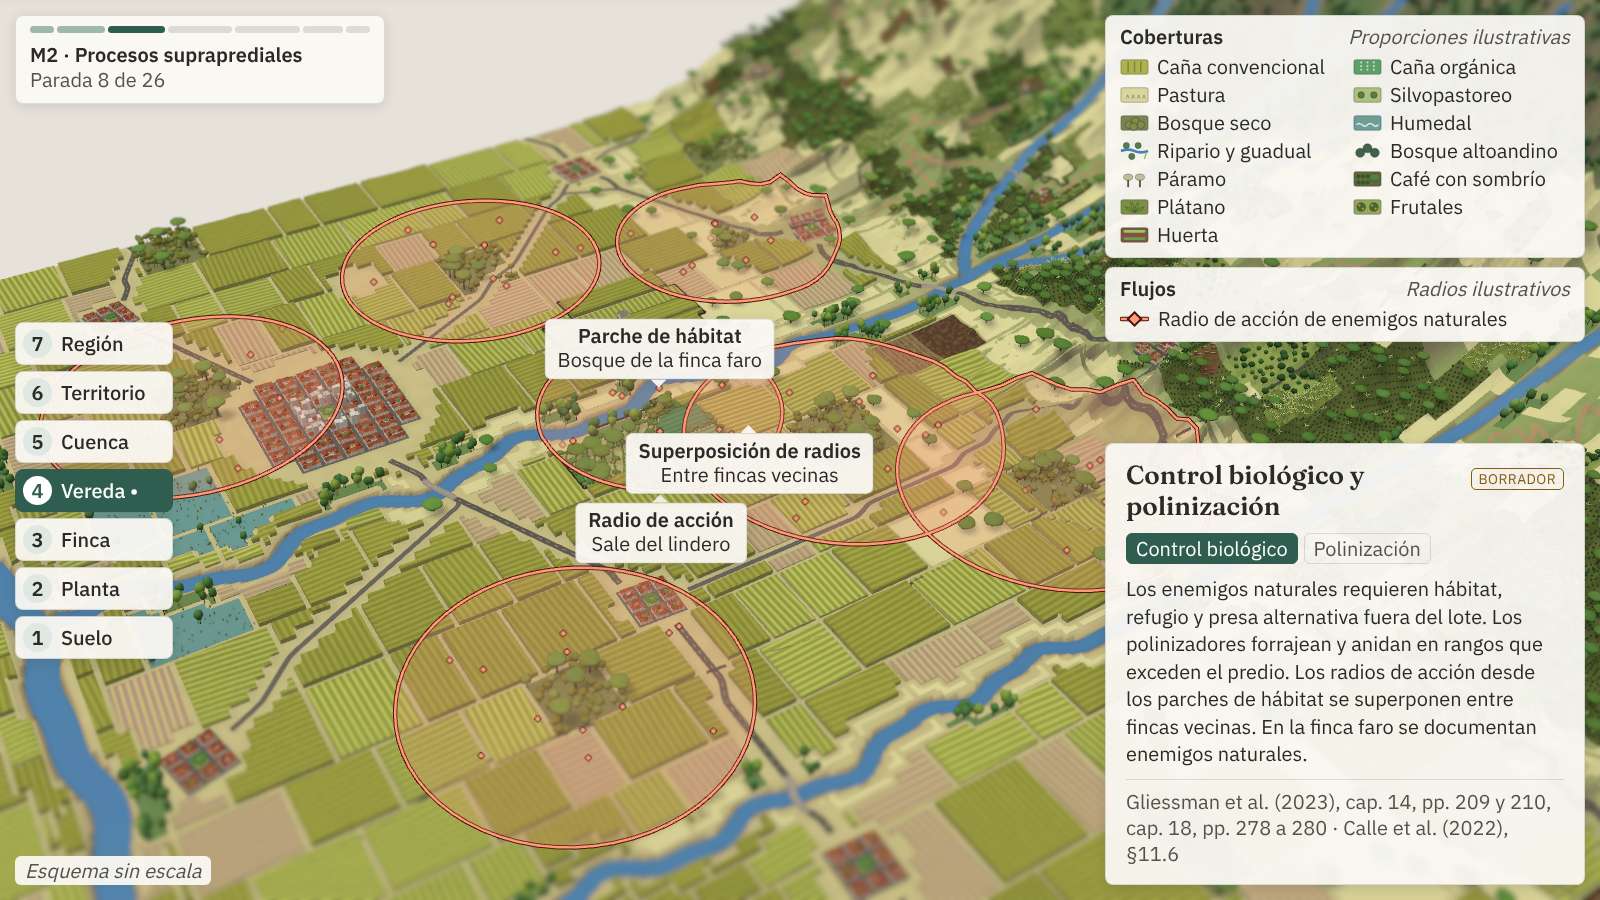 M2 · Procesos supraprediales
Parada 8 de 26
Coberturas
Proporciones ilustrativas
Caña convencional
Caña orgánica
Pastura
Silvopastoreo
Bosque seco
Humedal
Ripario y guadual
Bosque altoandino
Páramo
Café con sombrío
Plátano
Frutales
Huerta
Flujos
Radios ilustrativos
Radio de acción de enemigos naturales
7 Región
6 Territorio
5 Cuenca
4 Vereda •
3 Finca
2 Planta
1 Suelo
Parche de hábitat
Bosque de la finca faro
Superposición de radios
Entre fincas vecinas
Radio de acción
Sale del lindero
Control biológico y
polinización
BORRADOR
Control biológico
Polinización
Los enemigos naturales requieren hábitat,
refugio y presa alternativa fuera del lote. Los
polinizadores forrajean y anidan en rangos que
exceden el predio. Los radios de acción desde
los parches de hábitat se superponen entre
fincas vecinas. En la finca faro se documentan
enemigos naturales.
Gliessman et al. (2023), cap. 14, pp. 209 y 210,
cap. 18, pp. 278 a 280 · Calle et al. (2022),
§11.6
Esquema sin escala